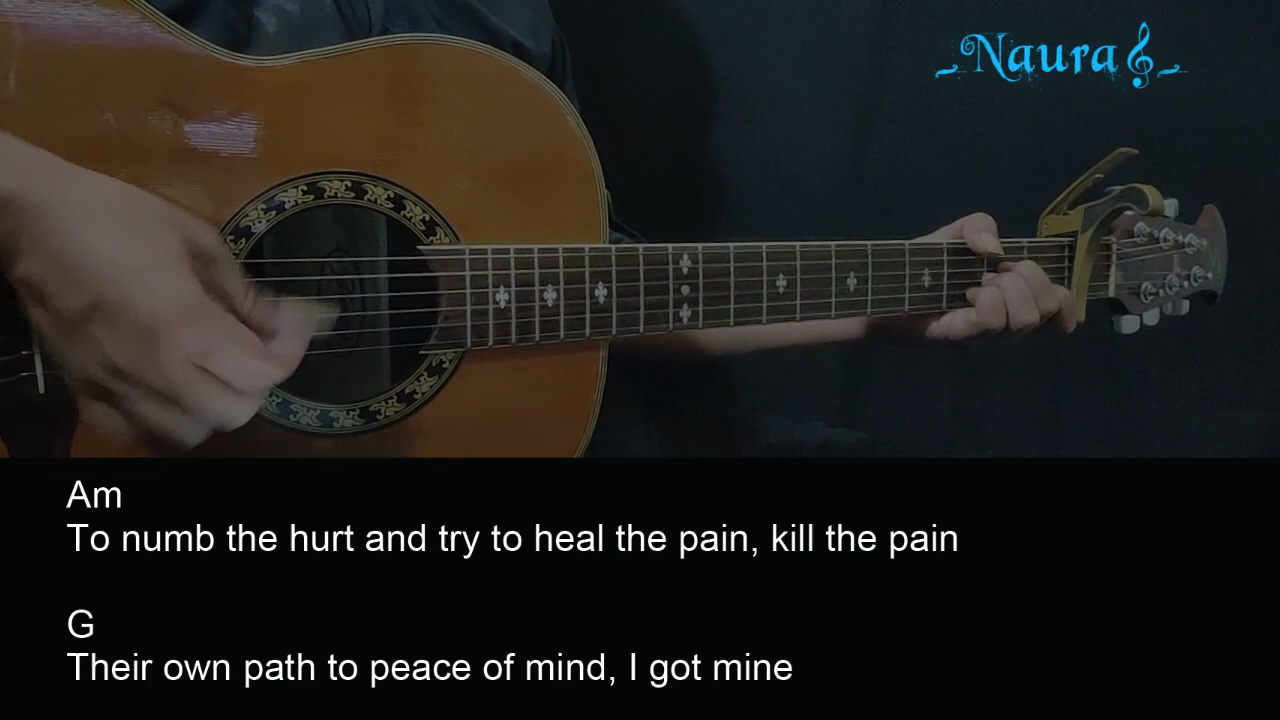 Naura
Am
To numb the hurt and try to heal the pain, kill the pain
G
Their own path to peace of mind, I got mine